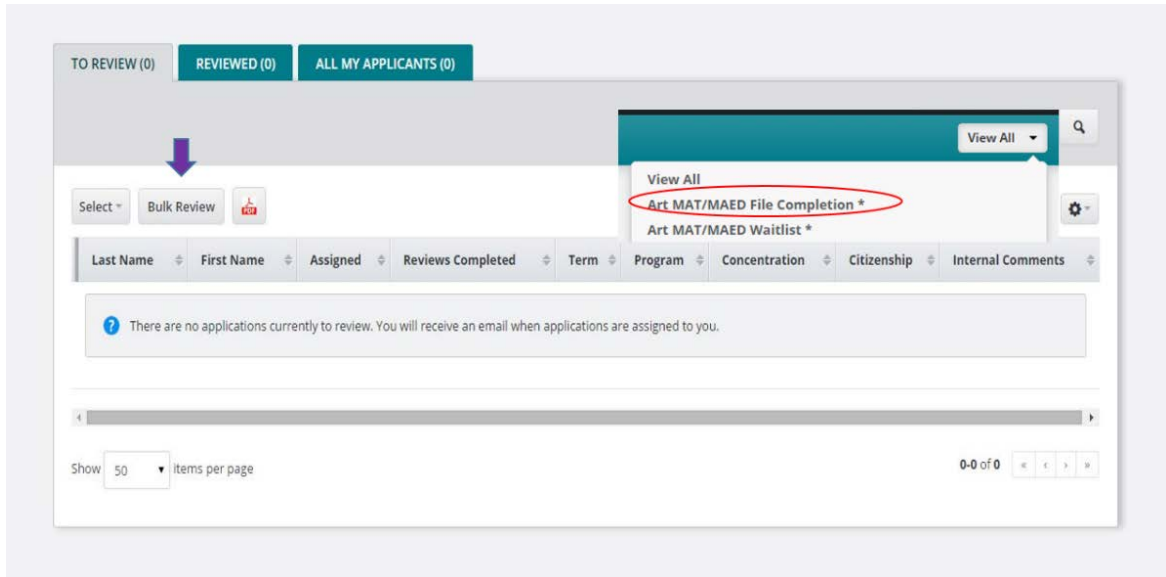 TO REVIEW (0) REVIEWED (0) ALL MY APPLICANTS (0)
View All
View All
Art MAT/MAED File Completion *
Select Bulk Review PDF
Art MAT/MAED Waitlist *
Last Name First Name Assigned Reviews Completed Term Program Concentration Citizenship Internal Comments
? There are no applications currently to review. You will receive an email when applications are assigned to you.
Show 50 items per page 0-0 of 0 « ‹ › »